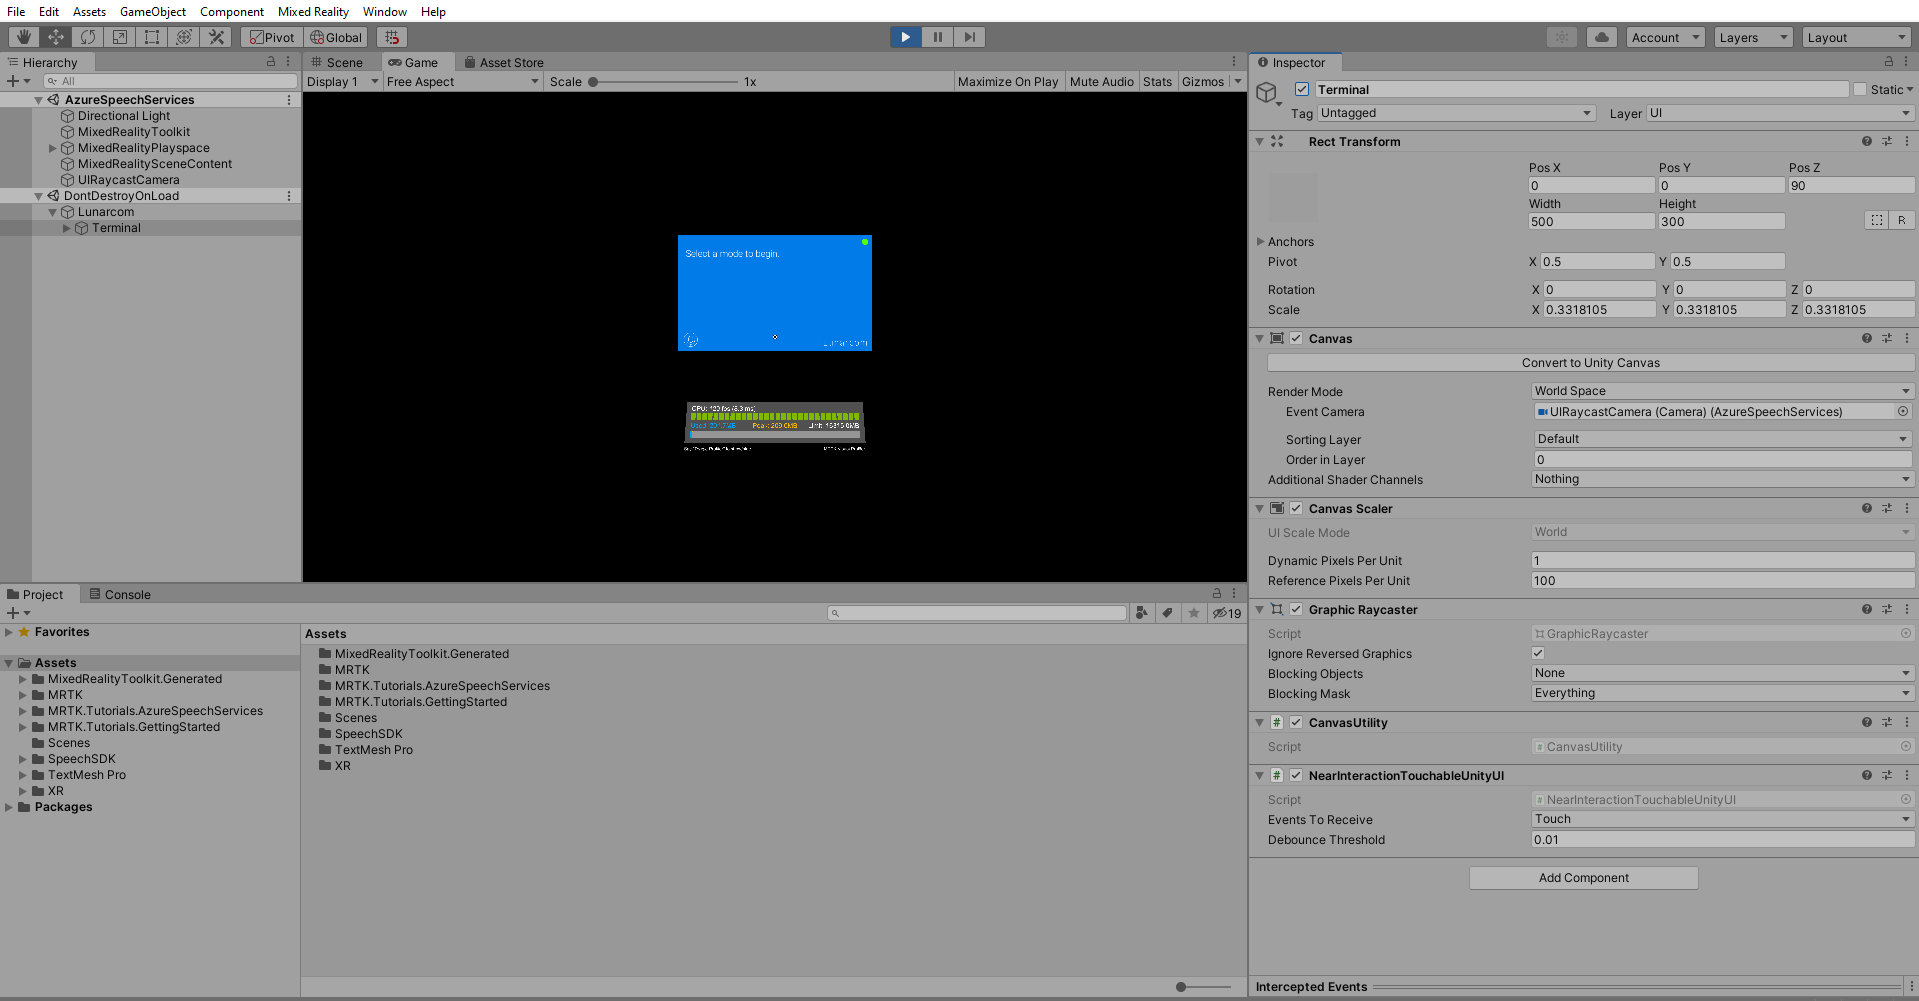 File Edit Assets GameObject Component Mixed Reality Window Help
Pivot Global Account Layers Layout
Hierarchy
All
AzureSpeechServices
Directional Light
MixedRealityToolkit
MixedRealityPlayspace
MixedRealitySceneContent
UIRaycastCamera
DontDestroyOnLoad
Lunarcom
Terminal
Scene Game Asset Store
Display 1 Free Aspect Scale 1x Maximize On Play Mute Audio Stats Gizmos
Select a mode to begin.
Lunarcom
CPU: 120 fps (8.3 ms)
Peak: 209.0MB
Project Console
19
Favorites
Assets
MixedRealityToolkit.Generated
MRTK
MRTK.Tutorials.AzureSpeechServices
MRTK.Tutorials.GettingStarted
Scenes
SpeechSDK
TextMesh Pro
XR
Packages
Assets
MixedRealityToolkit.Generated
MRTK
MRTK.Tutorials.AzureSpeechServices
MRTK.Tutorials.GettingStarted
Scenes
SpeechSDK
TextMesh Pro
XR
Inspector
Terminal Static
Tag Untagged Layer UI
Rect Transform
Pos X Pos Y Pos Z
0 0 90
Width Height
500 300 R
Anchors
Pivot X 0.5 Y 0.5
Rotation X 0 Y 0 Z 0
Scale X 0.3318105 Y 0.3318105 Z 0.3318105
Canvas
Convert to Unity Canvas
Render Mode World Space
Event Camera UIRaycastCamera (Camera) (AzureSpeechServices)
Sorting Layer Default
Order in Layer 0
Additional Shader Channels Nothing
Canvas Scaler
UI Scale Mode World
Dynamic Pixels Per Unit 1
Reference Pixels Per Unit 100
Graphic Raycaster
Script GraphicRaycaster
Ignore Reversed Graphics
Blocking Objects None
Blocking Mask Everything
# CanvasUtility
Script # CanvasUtility
# NearInteractionTouchableUnityUI
Script # NearInteractionTouchableUnityUI
Events To Receive Touch
Debounce Threshold 0.01
Add Component
Intercepted Events